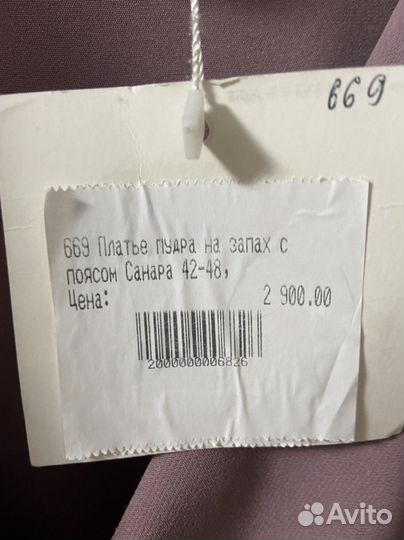 669
669 Платье пудра на запах с
поясом Санара 42-48,
Цена: 2 900.00
2000000006826
Avito